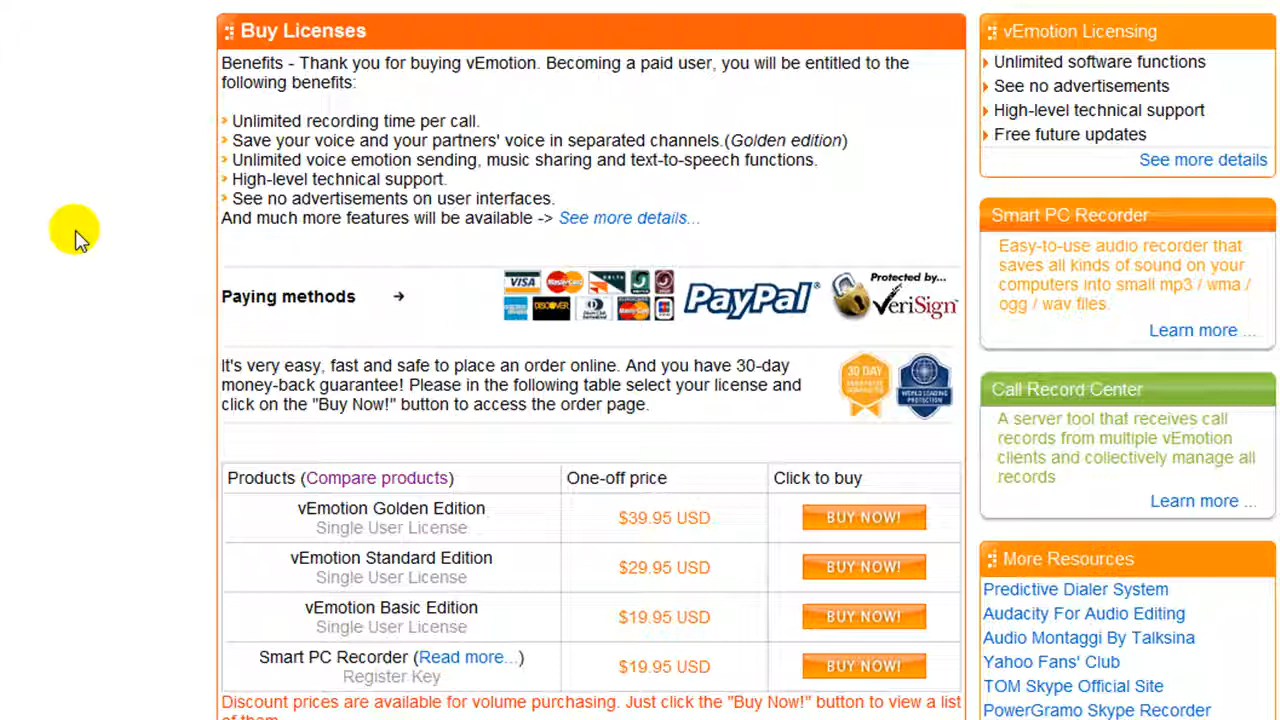 Buy Licenses
Benefits - Thank you for buying vEmotion. Becoming a paid user, you will be entitled to the
following benefits:
Unlimited recording time per call.
Save your voice and your partners' voice in separated channels.(Golden edition)
Unlimited voice emotion sending, music sharing and text-to-speech functions.
High-level technical support.
See no advertisements on user interfaces.
And much more features will be available -> See more details...
Paying methods
VISA MasterCard DELTA
DISCOVER
PayPal
Protected by...
VeriSign
It's very easy, fast and safe to place an order online. And you have 30-day
money-back guarantee! Please in the following table select your license and
click on the "Buy Now!" button to access the order page.
30 DAY
Products (Compare products) One-off price Click to buy
vEmotion Golden Edition
Single User License
$39.95 USD
BUY NOW!
vEmotion Standard Edition
Single User License
$29.95 USD
BUY NOW!
vEmotion Basic Edition
Single User License
$19.95 USD
BUY NOW!
Smart PC Recorder (Read more...)
Register Key
$19.95 USD
BUY NOW!
Discount prices are available for volume purchasing. Just click the "Buy Now!" button to view a list
of them
vEmotion Licensing
Unlimited software functions
See no advertisements
High-level technical support
Free future updates
See more details
Smart PC Recorder
Easy-to-use audio recorder that
saves all kinds of sound on your
computers into small mp3 / wma /
ogg / wav files.
Learn more ...
Call Record Center
A server tool that receives call
records from multiple vEmotion
clients and collectively manage all
records
Learn more ...
More Resources
Predictive Dialer System
Audacity For Audio Editing
Audio Montaggi By Talksina
Yahoo Fans' Club
TOM Skype Official Site
PowerGramo Skype Recorder